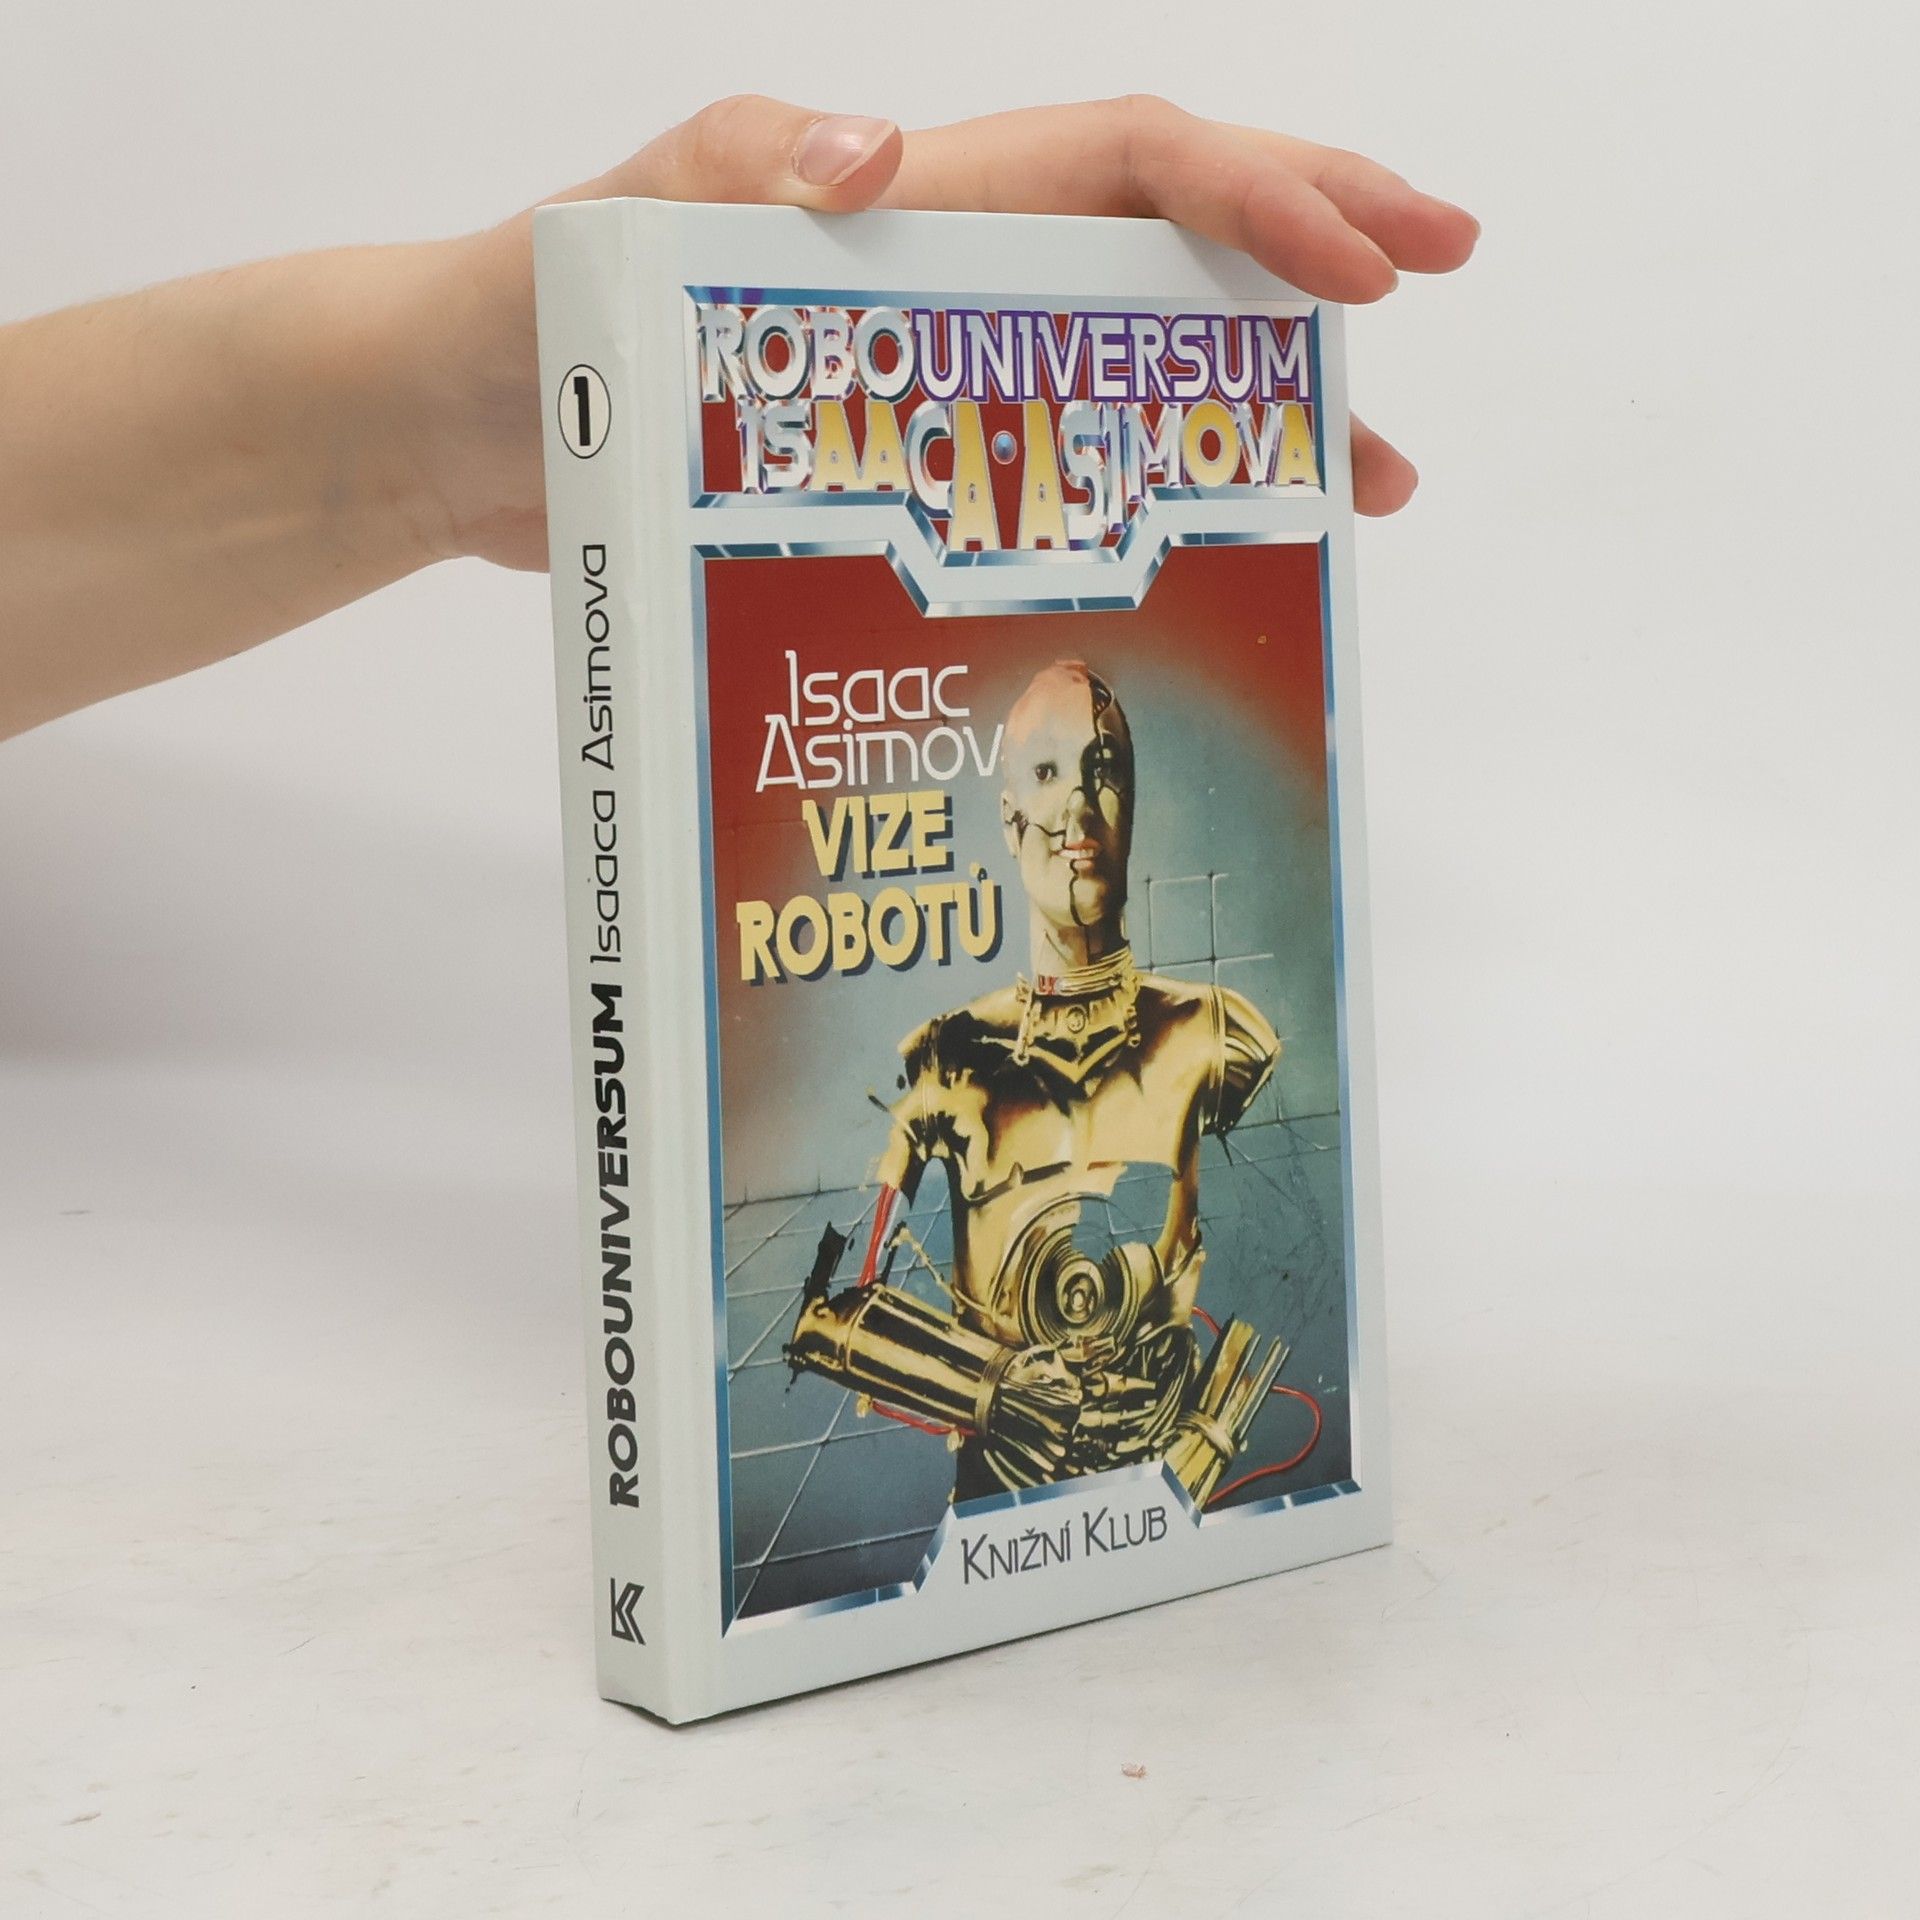 ROBOUNIVERSUM
ISAACA · ASIMOVA
Isaac
Asimov
VIZE
ROBOTŮ
KNIŽNÍ KLUB
1
ROBOUNIVERSUM Isaaca Asimova